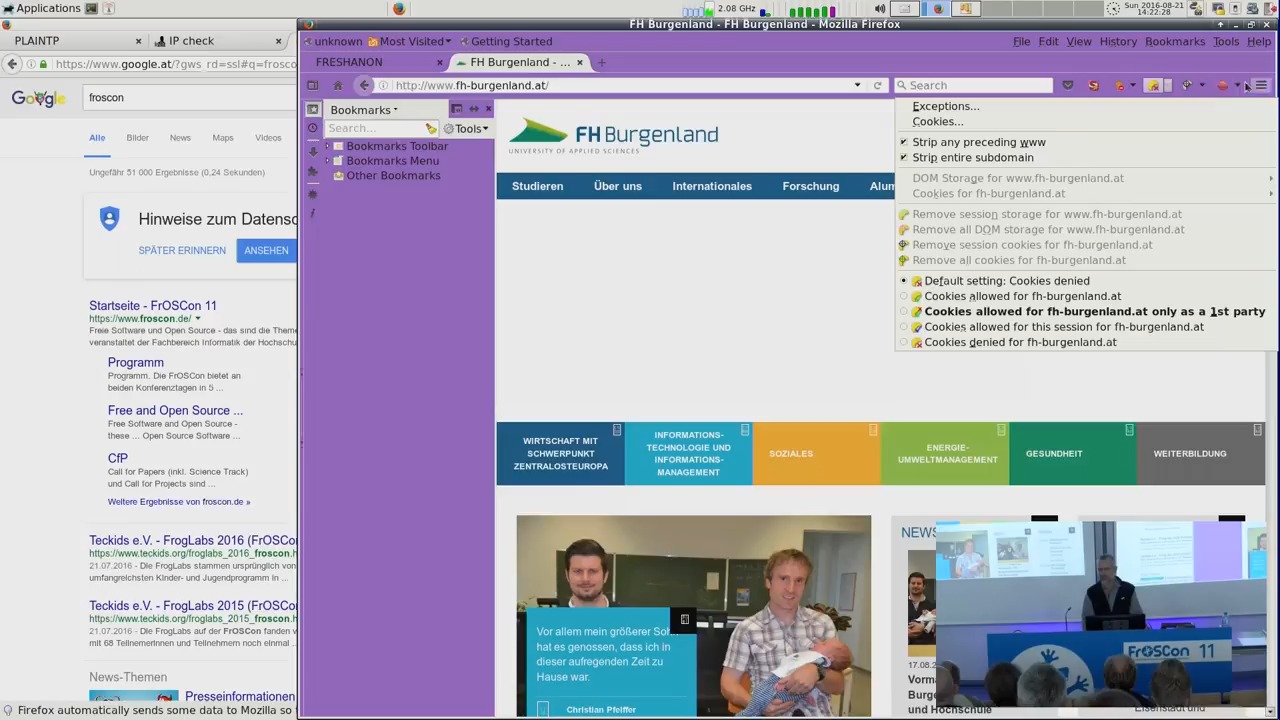 Applications
2.08 GHz
Sun 2016-08-21
14:22:28
FH Burgenland - FH Burgenland - Mozilla Firefox
PLAINTP
IP check
https://www.google.at/?gws_rd=ssl#q=frosco
Google
froscon
Alle
Bilder
News
Maps
Videos
Ungefähr 51 000 Ergebnisse (0,24 Sekunden)
Hinweise zum Datensc
SPÄTER ERINNERN
ANSEHEN
Startseite - FrOSCon 11
https://www.froscon.de/
Free Software und Open Source - das sind die Theme
veranstaltet der Fachbereich Informatik der Hochschu
Programm
Programm. Die FrOSCon bietet an
beiden Konferenztagen in 5 ...
Free and Open Source ...
Free Software and Open Source -
these ... Open Source Software ...
CfP
Call for Papers (inkl. Science Track)
und Call for Projects sind ...
Weitere Ergebnisse von froscon.de »
Teckids e.V. - FrogLabs 2016 (FrOSC
https://www.teckids.org/froglabs_2016_froscon.h
21.07.2016 - Die FrogLabs stammen ursprünglich von
umfangreichsten Kinder- und Jugendprogramm In ...
Teckids e.V. - FrogLabs 2015 (FrOSC
https://www.teckids.org/froglabs_2015_froscon.h
21.07.2016 - Die FrogLabs auf der FrOSCon fanden v
mit 68 Teilnehmern und Teilnehmern noch einmal
News-Themen
Presseinformationen
Firefox automatically sends some data to Mozilla so
unknown
Most Visited
Getting Started
File
Edit
View
History
Bookmarks
Tools
Help
FRESHANON
FH Burgenland - ...
http://www.fh-burgenland.at/
Search
Bookmarks
Search...
Tools
Bookmarks Toolbar
Bookmarks Menu
Other Bookmarks
FH Burgenland
UNIVERSITY OF APPLIED SCIENCES
Studieren
Über uns
Internationales
Forschung
Alum
Exceptions...
Cookies...
Strip any preceding www
Strip entire subdomain
DOM Storage for www.fh-burgenland.at
Cookies for fh-burgenland.at
Remove session storage for www.fh-burgenland.at
Remove all DOM storage for www.fh-burgenland.at
Remove session cookies for fh-burgenland.at
Remove all cookies for fh-burgenland.at
Default setting: Cookies denied
Cookies allowed for fh-burgenland.at
Cookies allowed for fh-burgenland.at only as a 1st party
Cookies allowed for this session for fh-burgenland.at
Cookies denied for fh-burgenland.at
WIRTSCHAFT MIT
SCHWERPUNKT
ZENTRALOSTEUROPA
INFORMATIONS-
TECHNOLOGIE UND
INFORMATIONS-
MANAGEMENT
SOZIALES
ENERGIE-
UMWELTMANAGEMENT
GESUNDHEIT
WEITERBILDUNG
Vor allem mein größerer Sohn
hat es genossen, dass ich in
dieser aufregenden Zeit zu
Hause war.
Christian Pfeiffer
NEWS
17.08.2
Vorma
Burge
und Hochschule
Eisenstadt und
FrOSCon 11